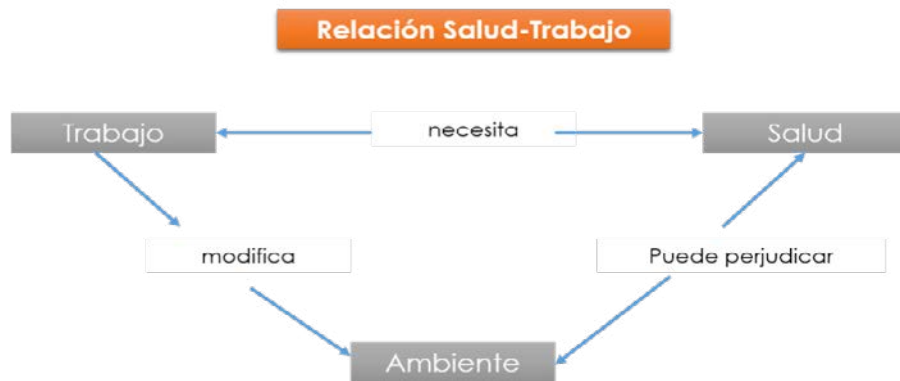 Relación Salud-Trabajo
Trabajo
necesita
Salud
modifica
Puede perjudicar
Ambiente